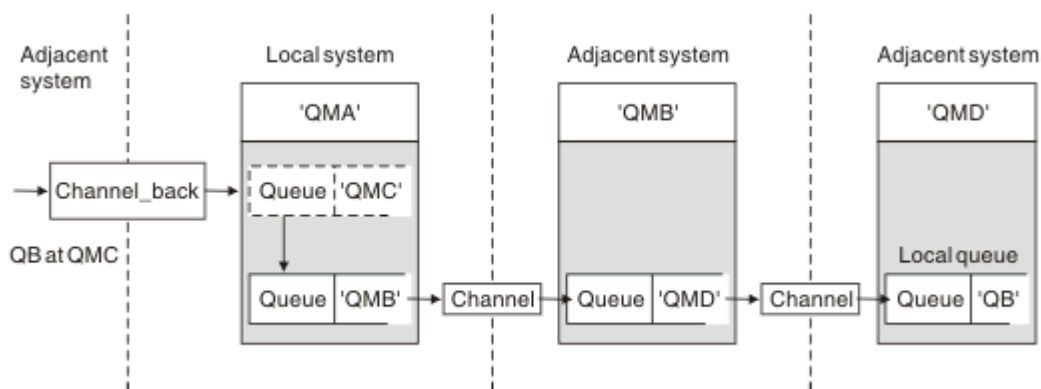 Adjacent
system
Local system
Adjacent system
Adjacent system
'QMA'
'QMB'
'QMD'
Channel_back
Queue 'QMC'
QB at QMC
Local queue
Queue 'QMB'
Channel
Queue 'QMD'
Channel
Queue 'QB'